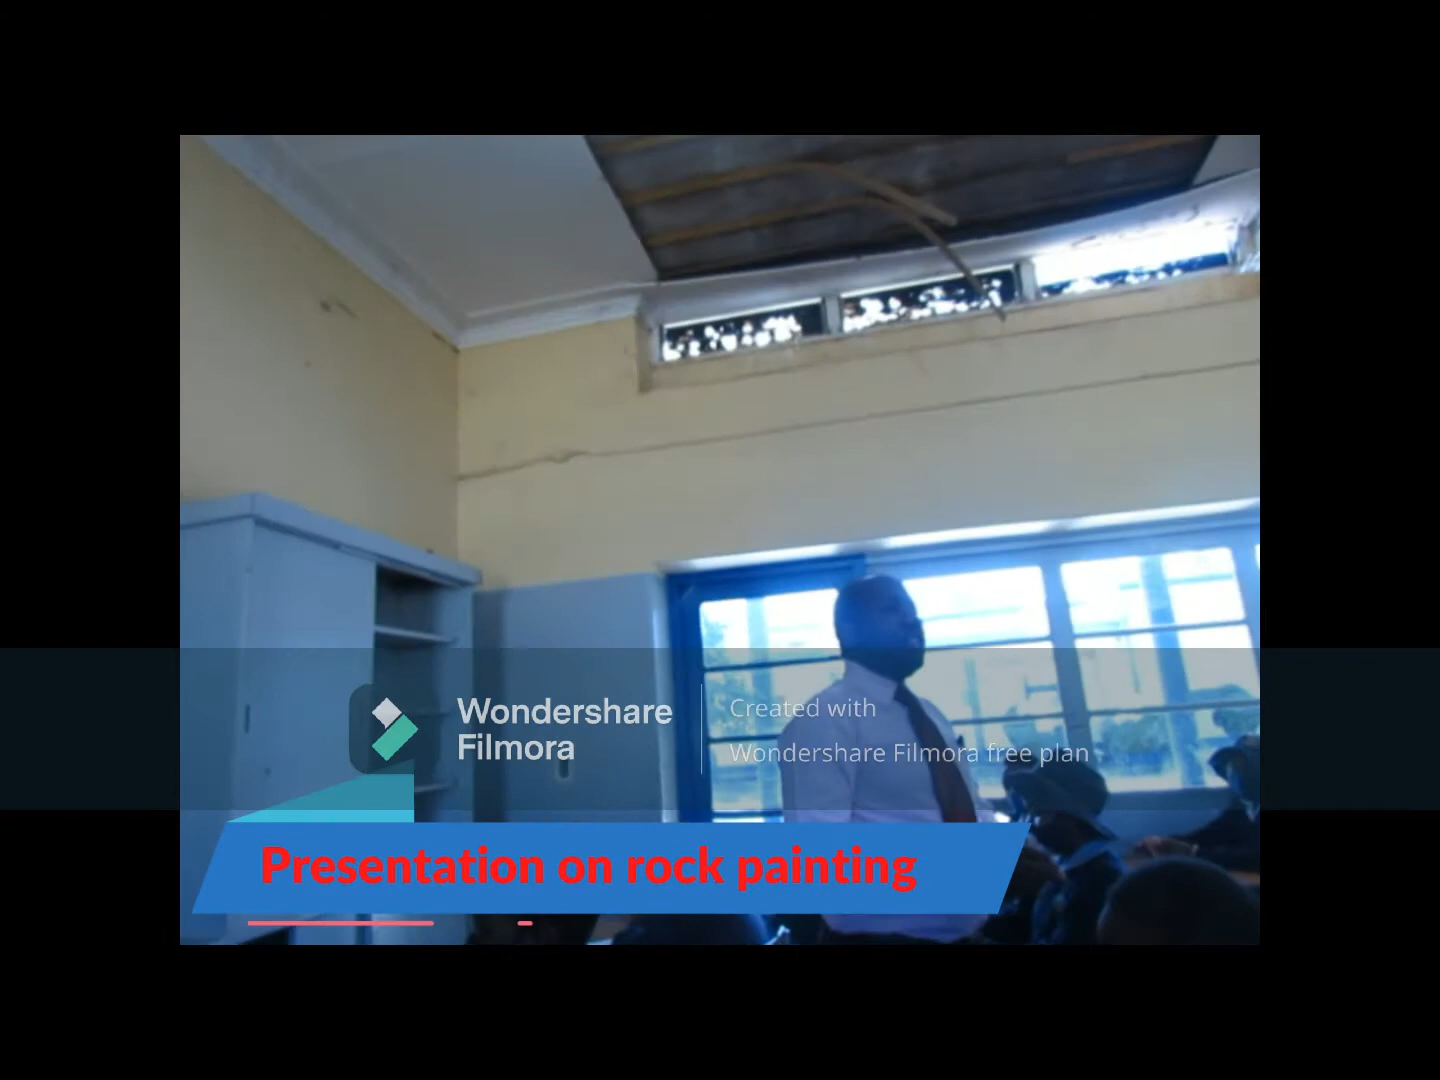 Wondershare
Filmora
Created with
Wondershare Filmora free plan
Presentation on rock painting